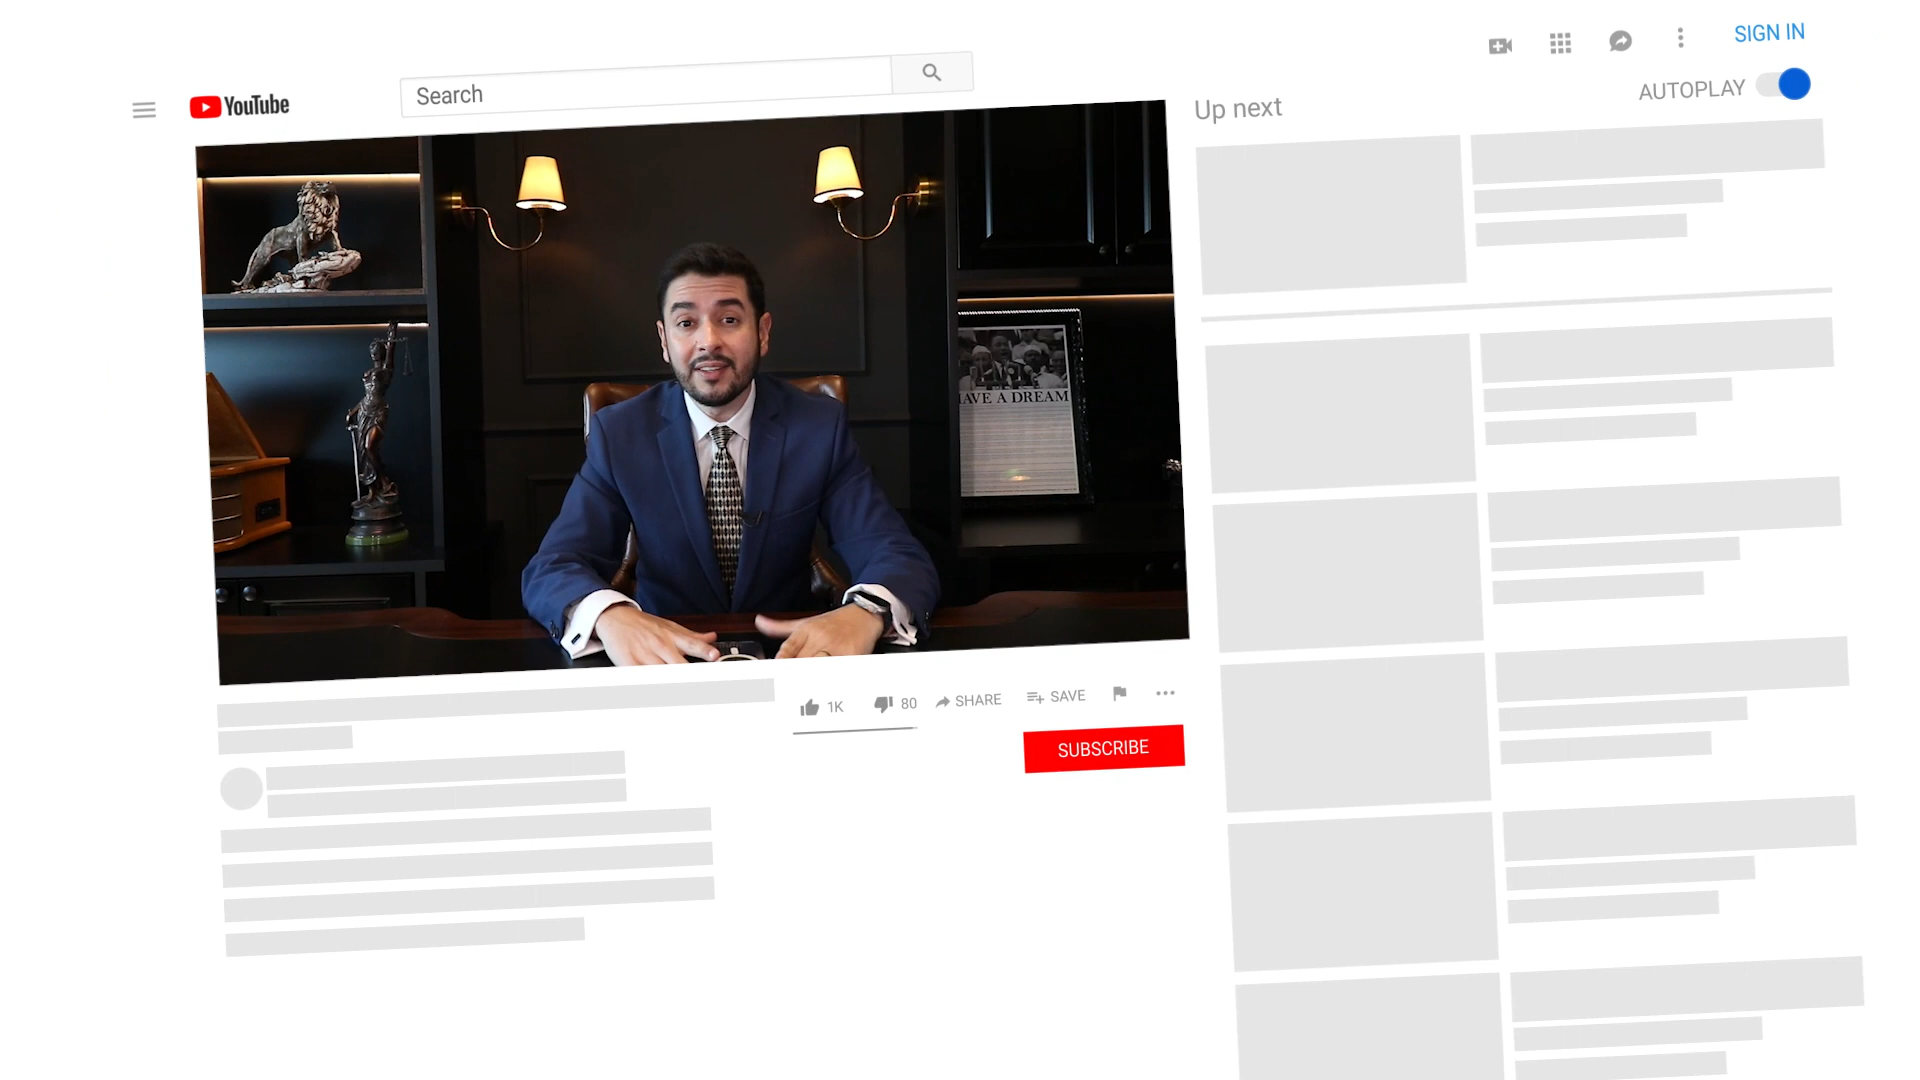 SIGN IN
YouTube
Search
Up next
AUTOPLAY
AVE A DREAM
1K
80
SHARE
SAVE
SUBSCRIBE